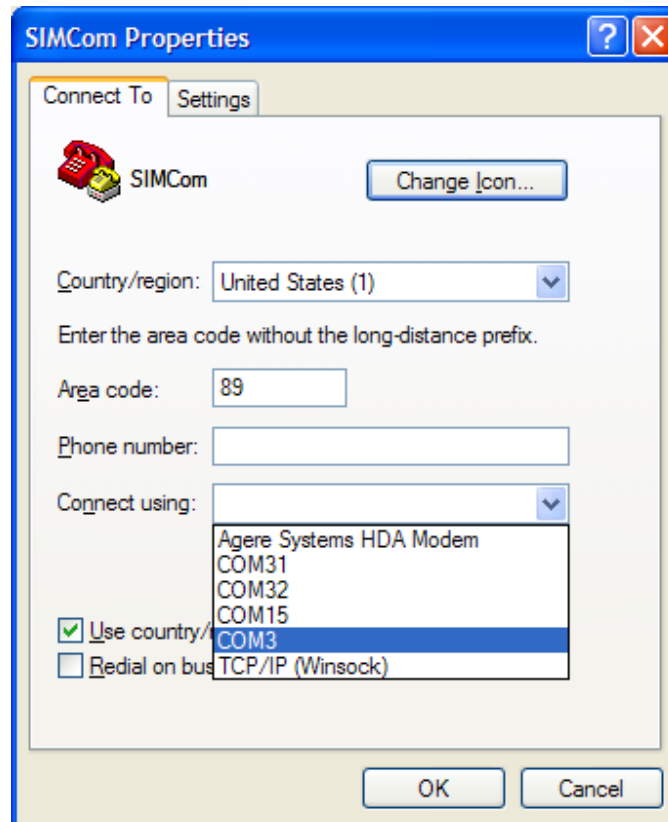 SIMCom Properties
Connect To Settings
SIMCom
Change Icon...
Country/region: United States (1)
Enter the area code without the long-distance prefix.
Area code: 89
Phone number:
Connect using:
Agere Systems HDA Modem
COM31
COM32
COM15
Use country/
COM3
Redial on bus
TCP/IP (Winsock)
OK Cancel